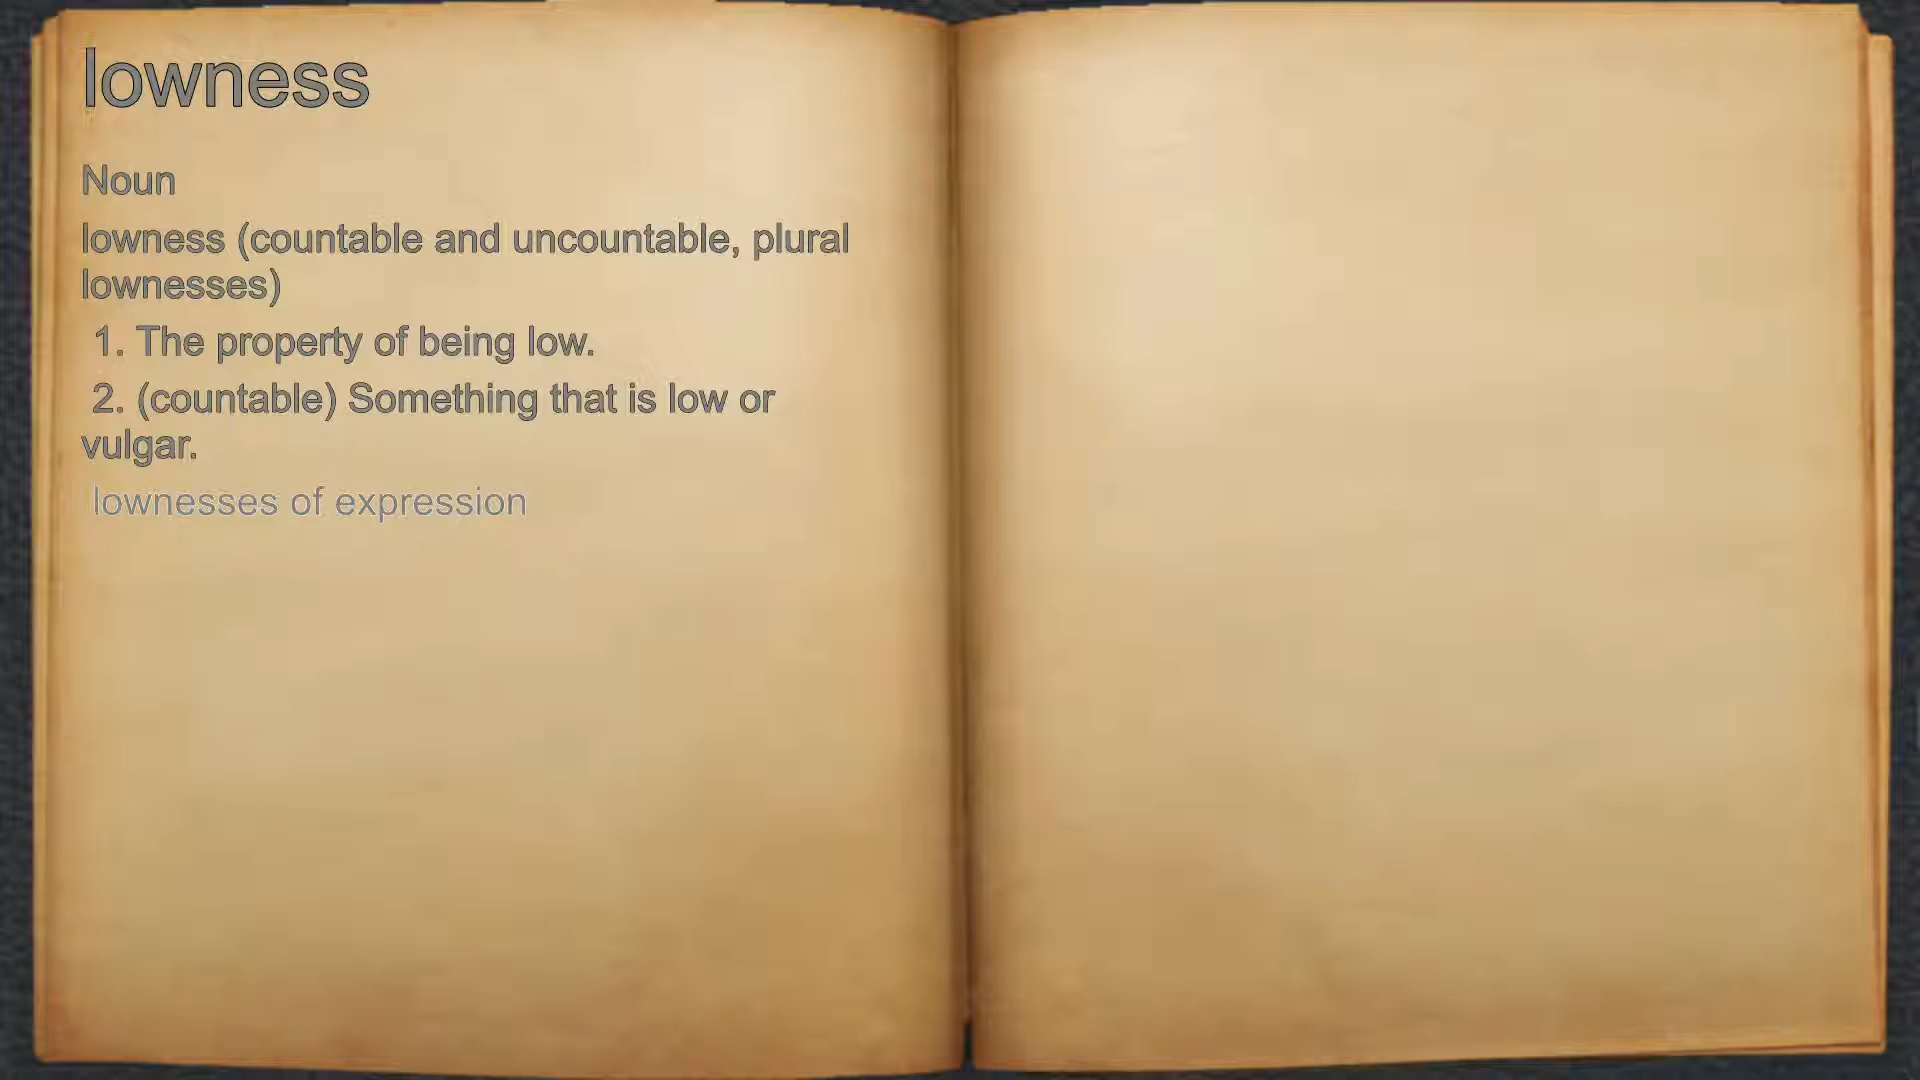 lowness
Noun
lowness (countable and uncountable, plural
lownesses)
1. The property of being low.
2. (countable) Something that is low or
vulgar.
lownesses of expression